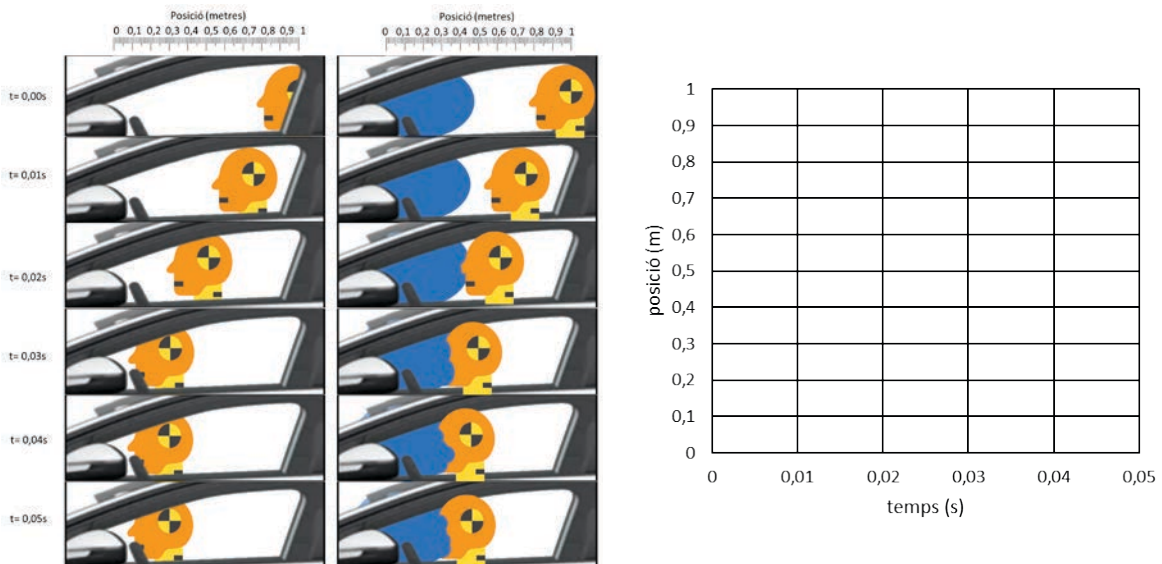 Posició (metres)
0 0,1 0,2 0,3 0,4 0,5 0,6 0,7 0,8 0,9 1
Posició (metres)
0 0,1 0,2 0,3 0,4 0,5 0,6 0,7 0,8 0,9 1
t= 0,00s
t= 0,01s
t= 0,02s
t= 0,03s
t= 0,04s
t= 0,05s
posició (m)
1
0,9
0,8
0,7
0,6
0,5
0,4
0,3
0,2
0,1
0
0 0,01 0,02 0,03 0,04 0,05
temps (s)